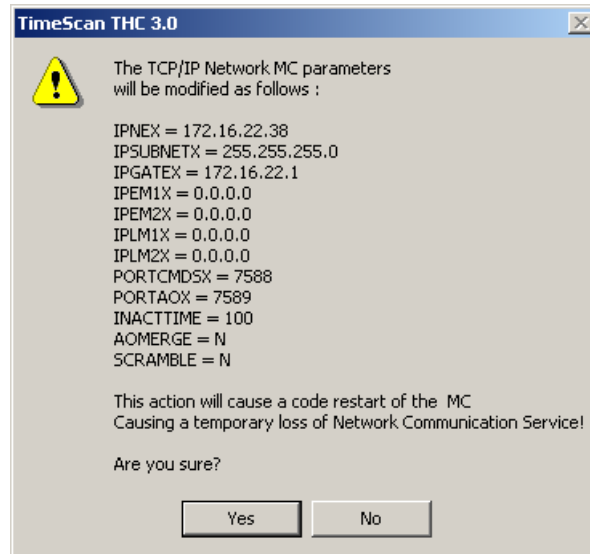 TimeScan THC 3.0
The TCP/IP Network MC parameters
will be modified as follows :
IPNEX = 172.16.22.38
IPSUBNETX = 255.255.255.0
IPGATEX = 172.16.22.1
IPEM1X = 0.0.0.0
IPEM2X = 0.0.0.0
IPLM1X = 0.0.0.0
IPLM2X = 0.0.0.0
PORTCMDSX = 7588
PORTAOX = 7589
INACTTIME = 100
AOMERGE = N
SCRAMBLE = N
This action will cause a code restart of the  MC
Causing a temporary loss of Network Communication Service!
Are you sure?
Yes
No